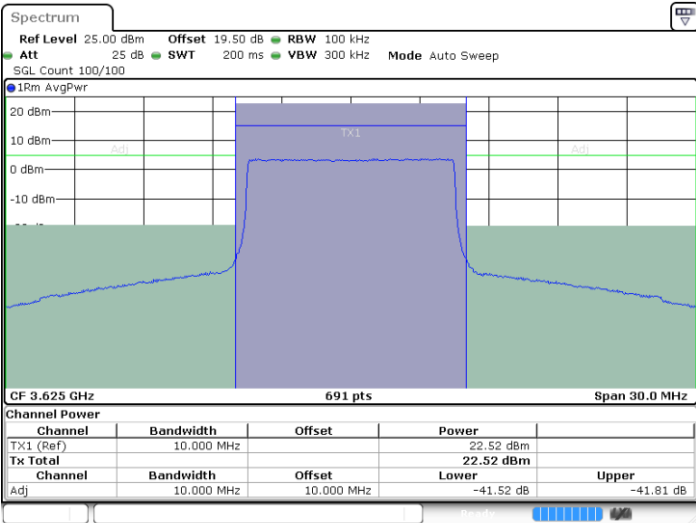 Spectrum
Ref Level 25.00 dBm Offset 19.50 dB RBW 100 kHz
Att 25 dB SWT 200 ms VBW 300 kHz Mode Auto Sweep
SGL Count 100/100
1Rm AvgPwr
20 dBm
TX1
10 dBm
Adj Adj
0 dBm
-10 dBm
CF 3.625 GHz 691 pts Span 30.0 MHz
Channel Power
Channel Bandwidth Offset Power
TX1 (Ref) 10.000 MHz 22.52 dBm
Tx Total 22.52 dBm
Channel Bandwidth Offset Lower Upper
Adj 10.000 MHz 10.000 MHz -41.52 dB -41.81 dB
Ready